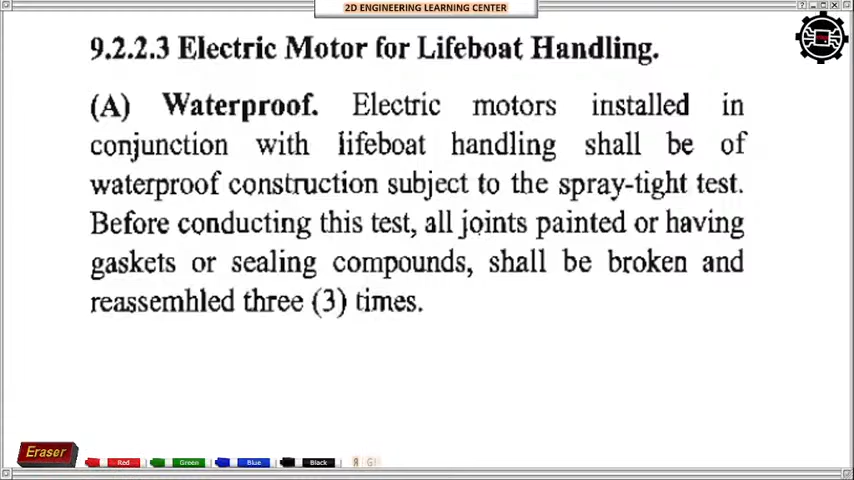 2D ENGINEERING LEARNING CENTER
9.2.2.3 Electric Motor for Lifeboat Handling.
(A) Waterproof. Electric motors installed in
conjunction with lifeboat handling shall be of
waterproof construction subject to the spray-tight test.
Before conducting this test, all joints painted or having
gaskets or sealing compounds, shall be broken and
reassemhled three (3) times.
Eraser
Red Green Blue Black